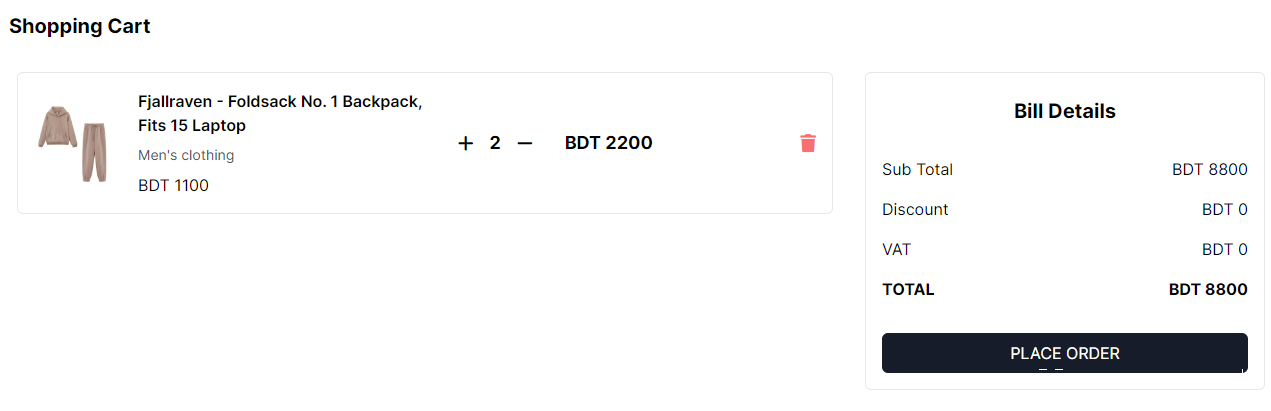 Shopping Cart
Fjallraven - Foldsack No. 1 Backpack,
Fits 15 Laptop
Men's clothing
BDT 1100
+ 2 − BDT 2200
Bill Details
Sub Total BDT 8800
Discount BDT 0
VAT BDT 0
TOTAL BDT 8800
PLACE ORDER